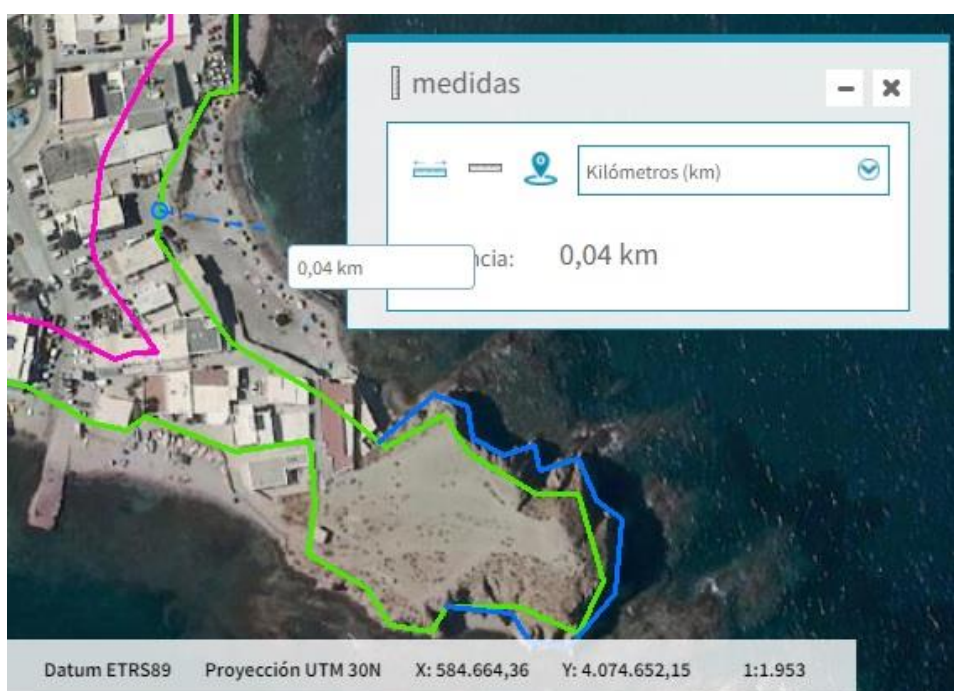 medidas
Kilómetros (km)
0,04 km
ncia:
0,04 km
Datum ETRS89
Proyección UTM 30N
X: 584.664,36
Y: 4.074.652,15
1:1.953